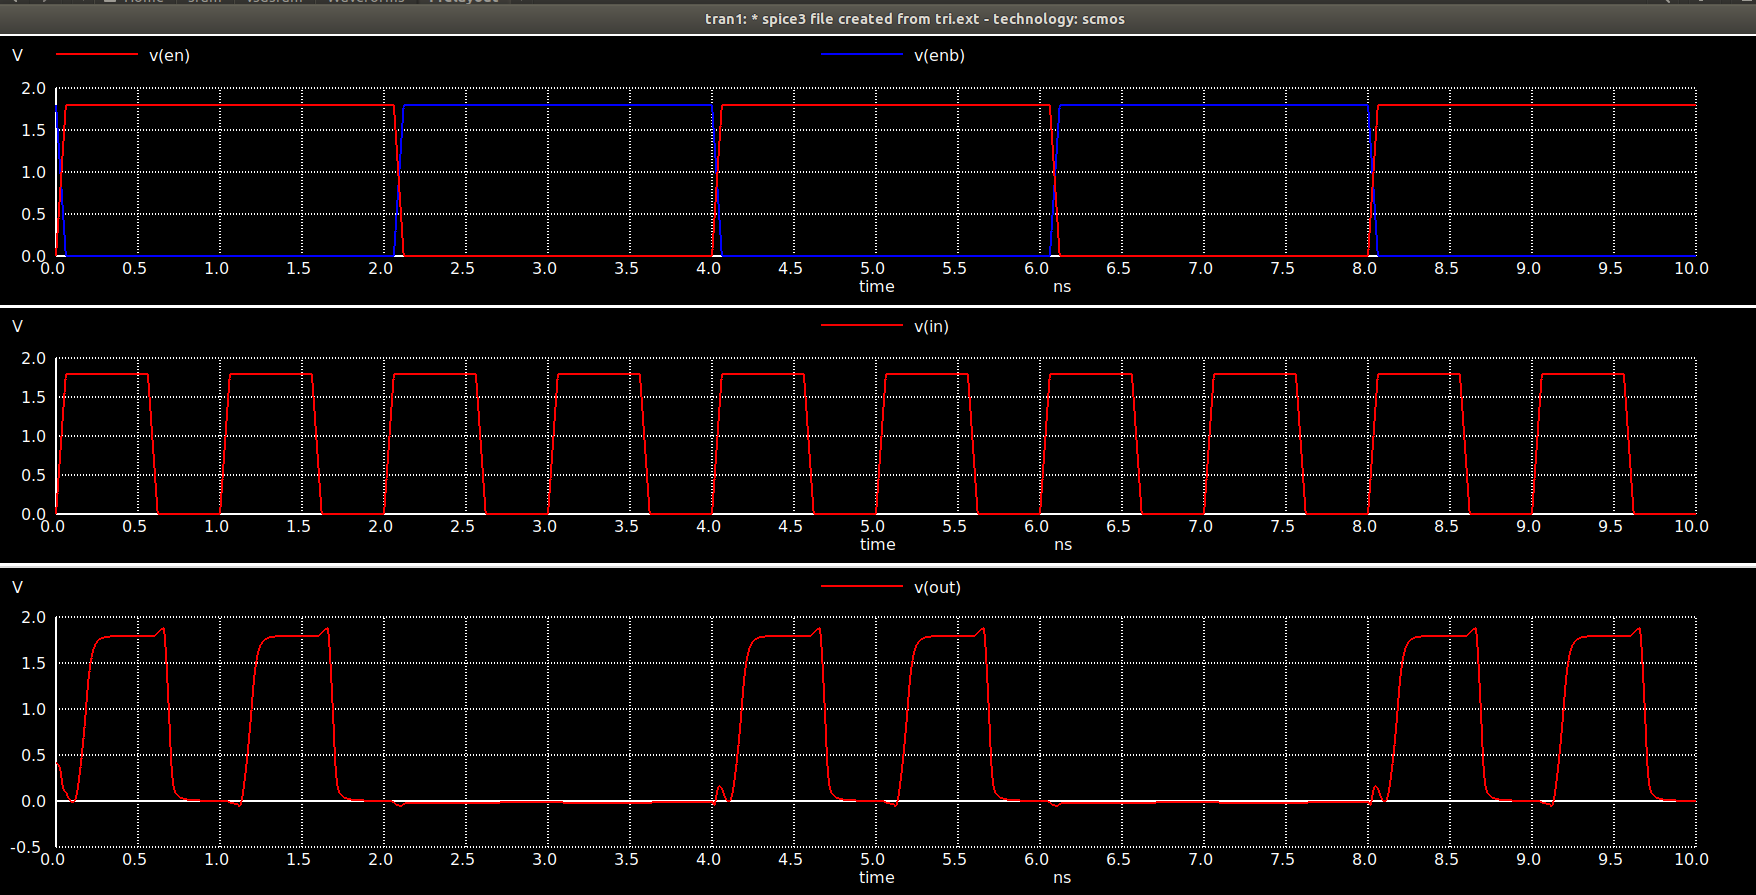 tran1: * spice3 file created from tri.ext - technology: scmos
V v(en) v(enb)
2.0
1.5
1.0
0.5
0.0
0.0 0.5 1.0 1.5 2.0 2.5 3.0 3.5 4.0 4.5 5.0 5.5 6.0 6.5 7.0 7.5 8.0 8.5 9.0 9.5 10.0
time ns
V v(in)
2.0
1.5
1.0
0.5
0.0
0.0 0.5 1.0 1.5 2.0 2.5 3.0 3.5 4.0 4.5 5.0 5.5 6.0 6.5 7.0 7.5 8.0 8.5 9.0 9.5 10.0
time ns
V v(out)
2.0
1.5
1.0
0.5
0.0
-0.5
0.0 0.5 1.0 1.5 2.0 2.5 3.0 3.5 4.0 4.5 5.0 5.5 6.0 6.5 7.0 7.5 8.0 8.5 9.0 9.5 10.0
time ns